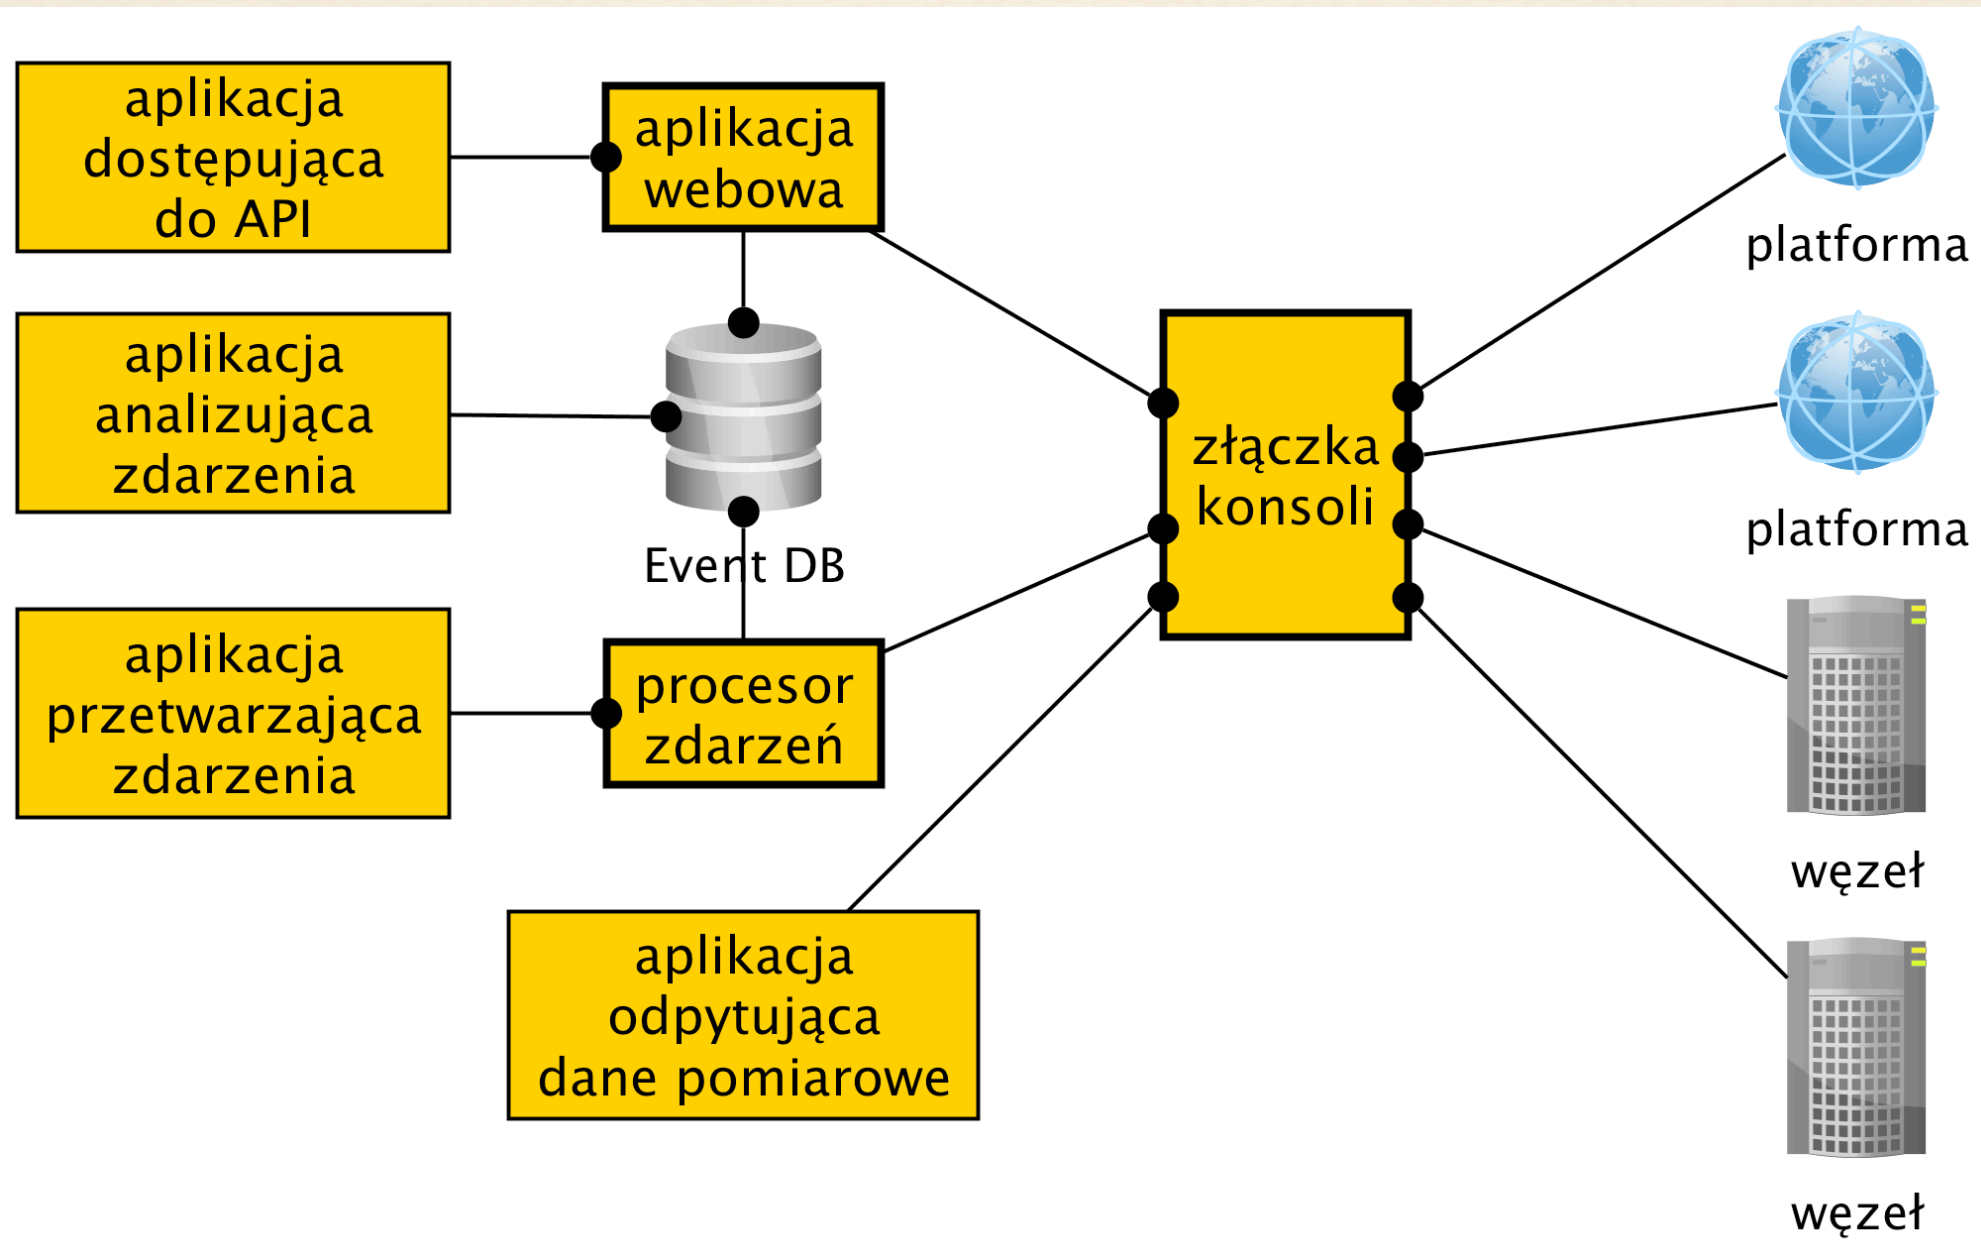 aplikacja
dostępująca
do API
aplikacja
webowa
platforma
aplikacja
analizująca
zdarzenia
Event DB
złączka
konsoli
platforma
aplikacja
przetwarzająca
zdarzenia
procesor
zdarzeń
węzeł
aplikacja
odpytująca
dane pomiarowe
węzeł